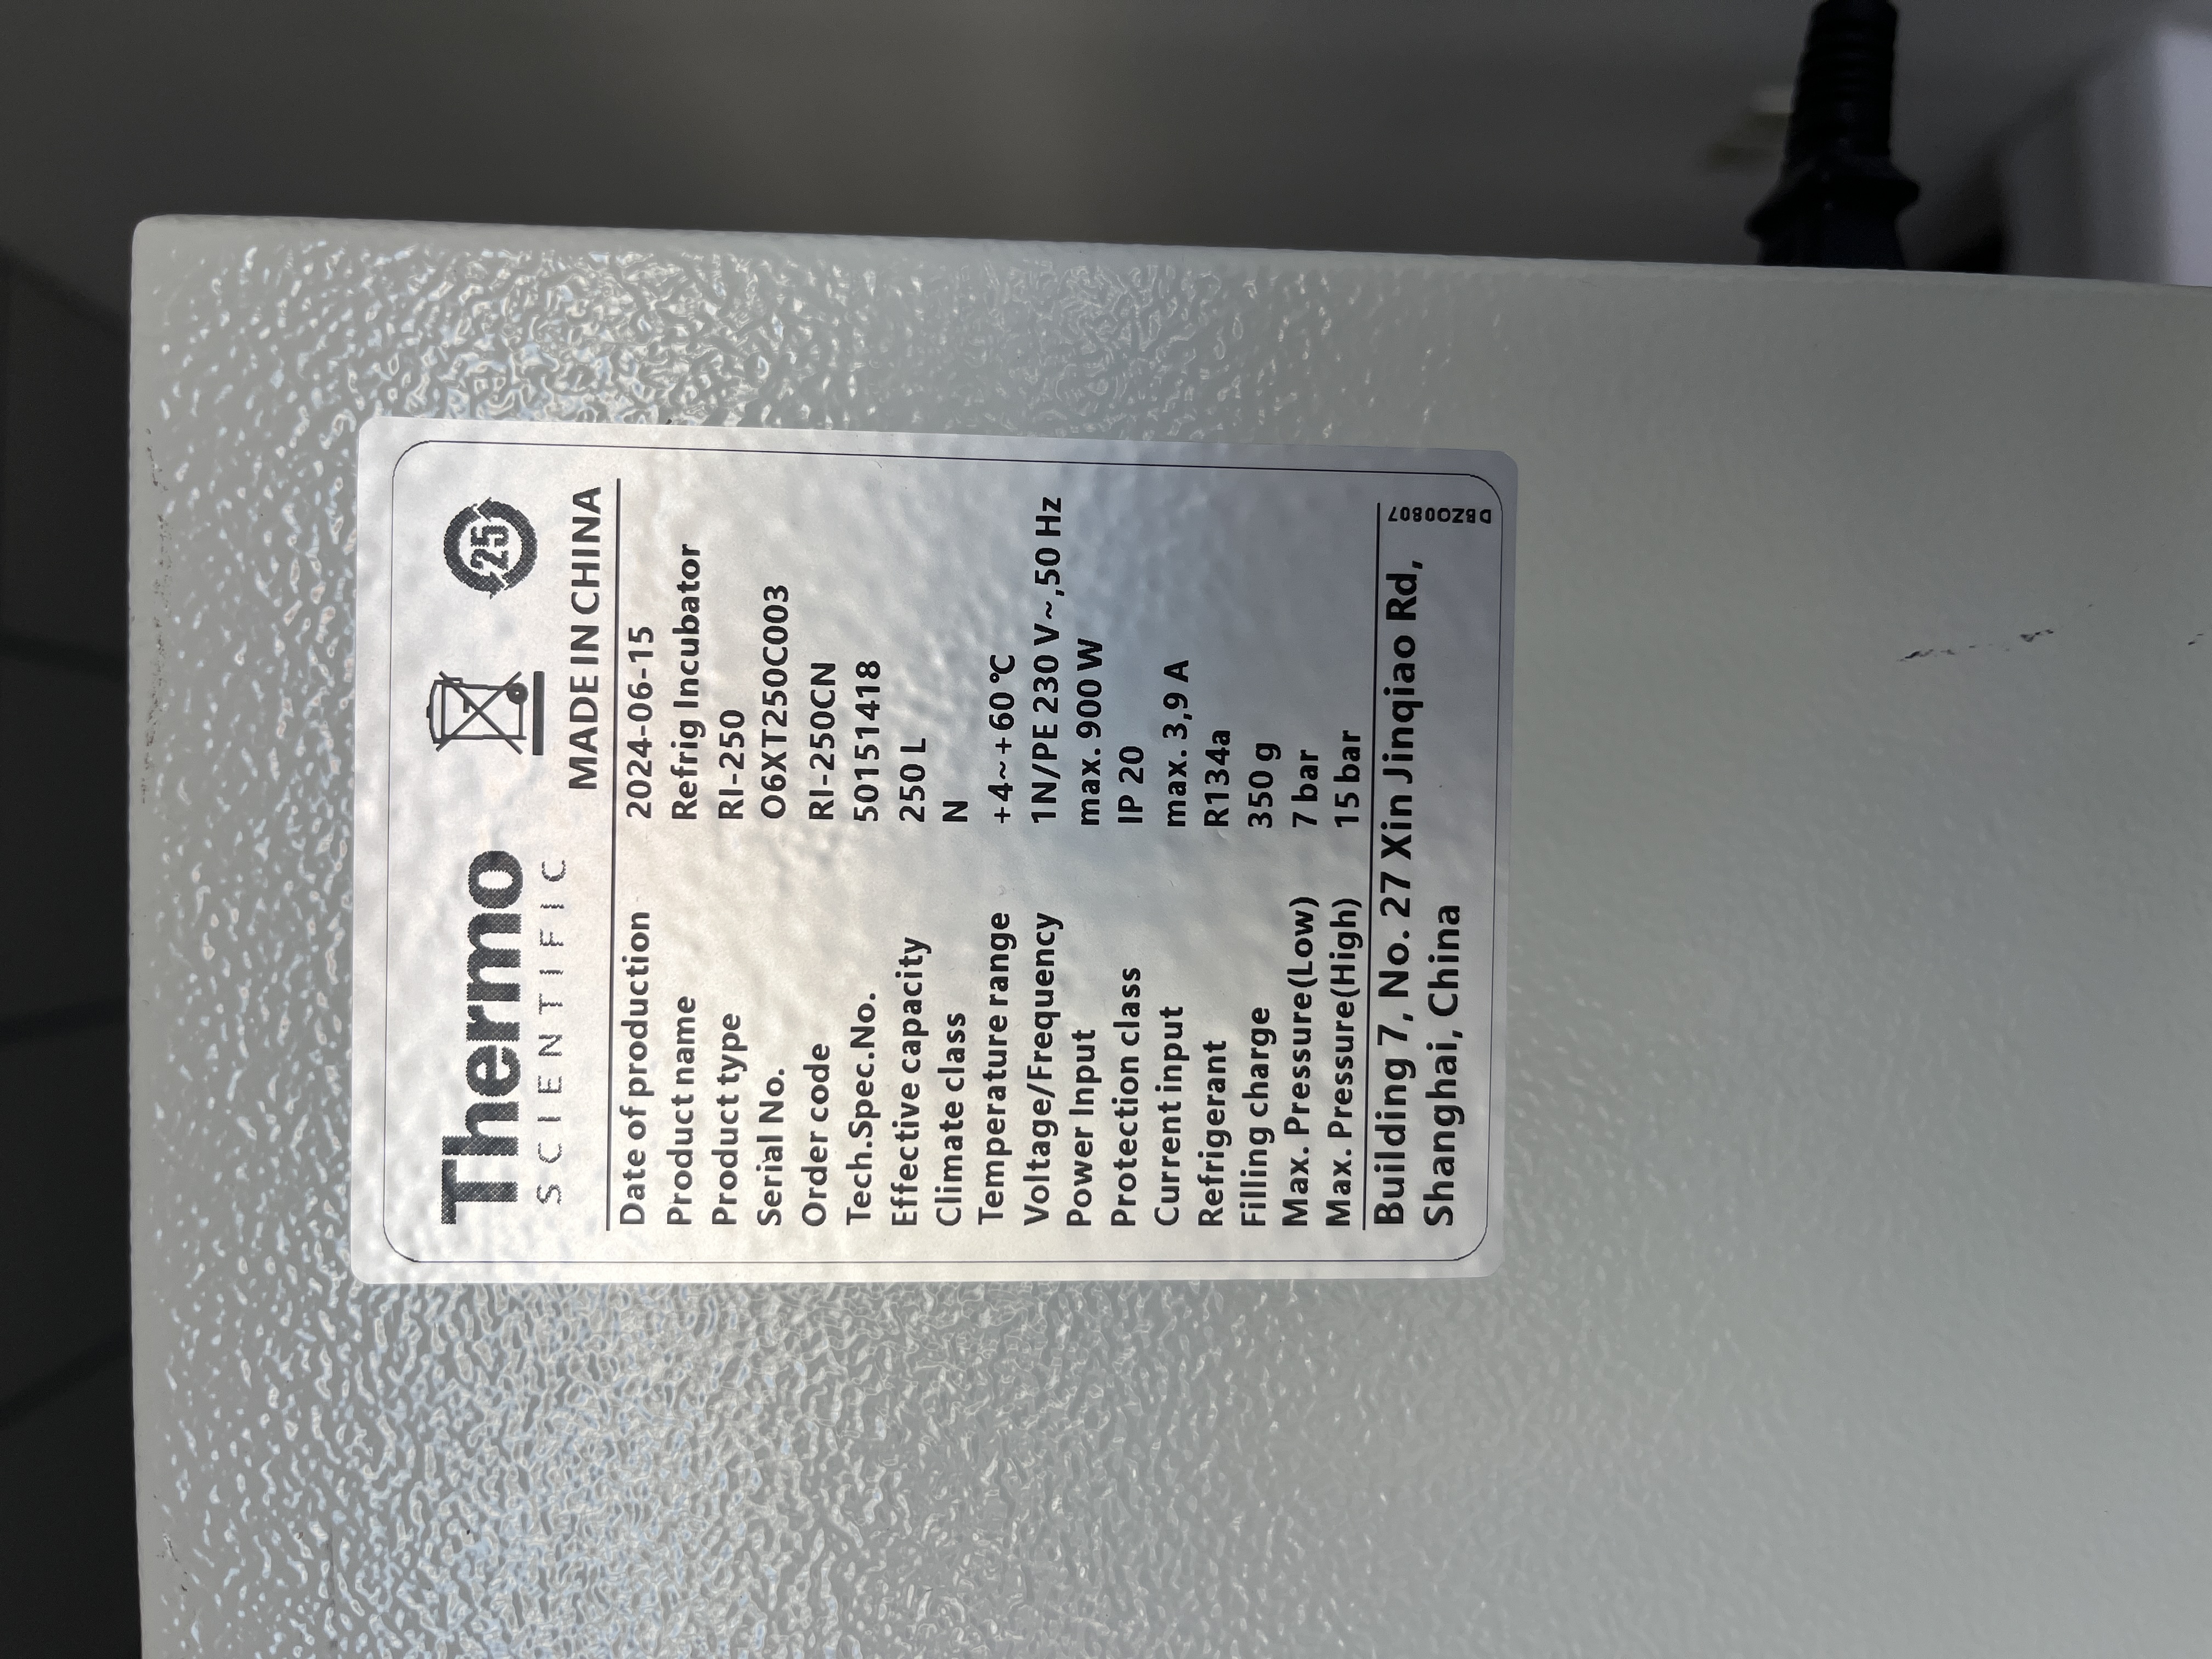 Thermo
SCIENTIFIC
25
MADE IN CHINA
Date of production 2024-06-15
Product name Refrig Incubator
Product type RI-250
Serial No. O6XT250C003
Order code RI-250CN
Tech.Spec.No. 50151418
Effective capacity 250 L
Climate class N
Temperature range +4~+60℃
Voltage/Frequency 1N/PE 230 V~,50 Hz
Power Input max. 900 W
Protection class IP 20
Current input max. 3,9 A
Refrigerant R134a
Filling charge 350 g
Max. Pressure(Low) 7 bar
Max. Pressure(High) 15 bar
Building 7, No. 27 Xin Jinqiao Rd,
Shanghai, China
DBZO0807